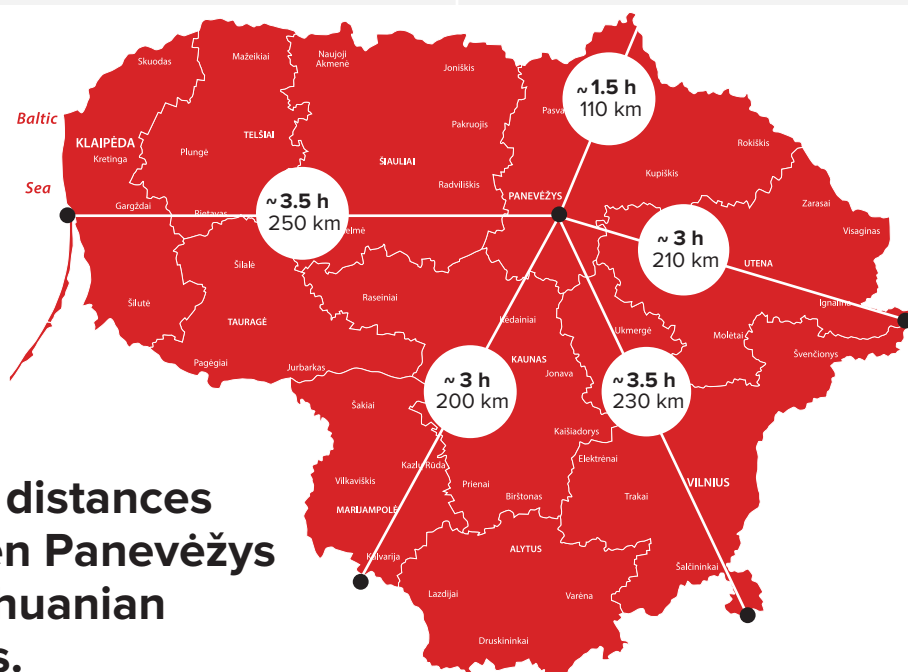 Skuodas
Mažeikiai
Naujoji
Akmenė
Joniškis
~1.5 h
110 km
Baltic
Sea
KLAIPĖDA
Kretinga
Plungė
TELŠIAI
Pakruojis
ŠIAULIAI
Radviliškis
PANEVĖŽYS
Rokiškis
Kupiškis
Zarasai
Visaginas
Gargždai
~3.5 h
250 km
~3 h
210 km
UTENA
Ignalina
Šilalė
Šilutė
Raseiniai
TAURAGĖ
Kėdainiai
Ukmergė
Molėtai
Švenčionys
Pagėgiai
Jurbarkas
KAUNAS
Jonava
~3 h
200 km
~3.5 h
230 km
Šakiai
Kaišiadorys
Elektrėnai
Kazlų Rūda
Vilkaviškis
Prienai
Birštonas
Trakai
VILNIUS
MARIJAMPOLĖ
Kalvarija
ALYTUS
Šalčininkai
Lazdijai
Varėna
Druskininkai
distances
en Panevėžys
huanian
s.